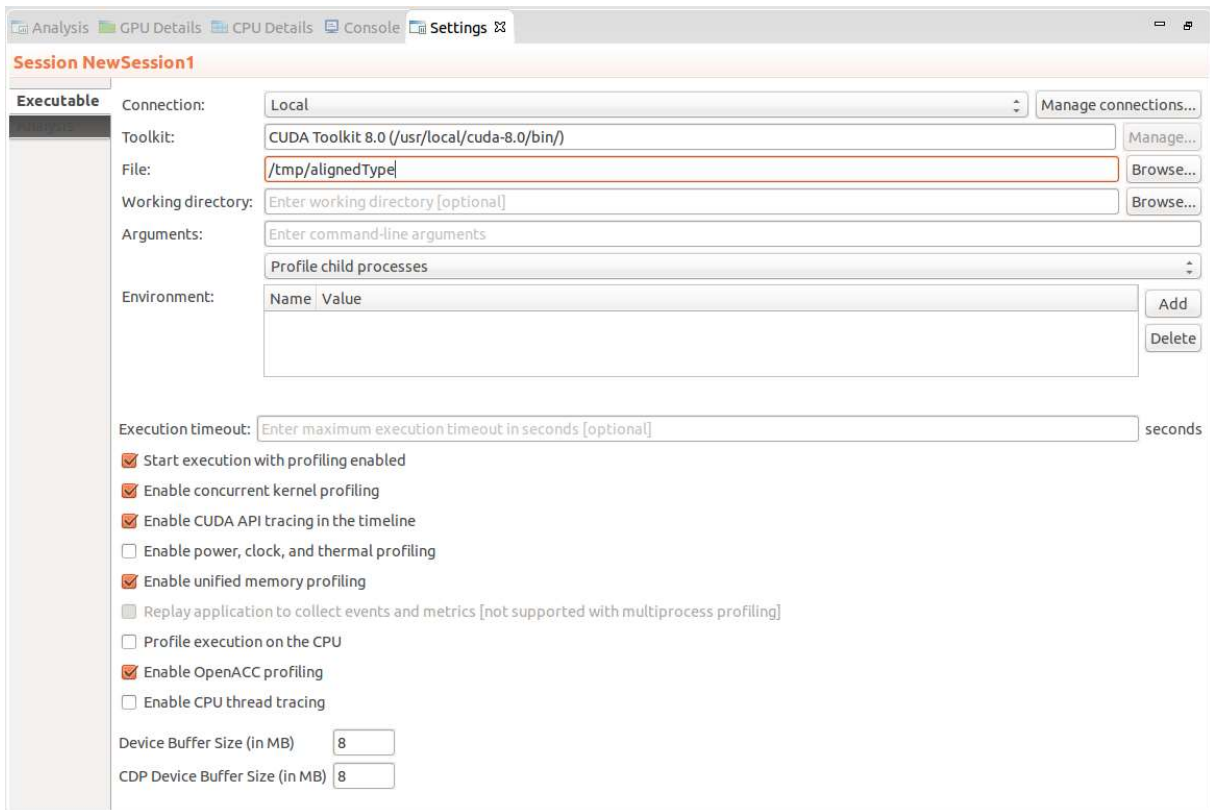 Analysis GPU Details CPU Details Console Settings
Session NewSession1
Executable
Analysis
Connection: Local Manage connections...
Toolkit: CUDA Toolkit 8.0 (/usr/local/cuda-8.0/bin/) Manage...
File: /tmp/alignedType Browse...
Working directory: Enter working directory [optional] Browse...
Arguments: Enter command-line arguments
Profile child processes
Environment: Name Value Add
Delete
Execution timeout: Enter maximum execution timeout in seconds [optional] seconds
Start execution with profiling enabled
Enable concurrent kernel profiling
Enable CUDA API tracing in the timeline
Enable power, clock, and thermal profiling
Enable unified memory profiling
Replay application to collect events and metrics [not supported with multiprocess profiling]
Profile execution on the CPU
Enable OpenACC profiling
Enable CPU thread tracing
Device Buffer Size (in MB) 8
CDP Device Buffer Size (in MB) 8